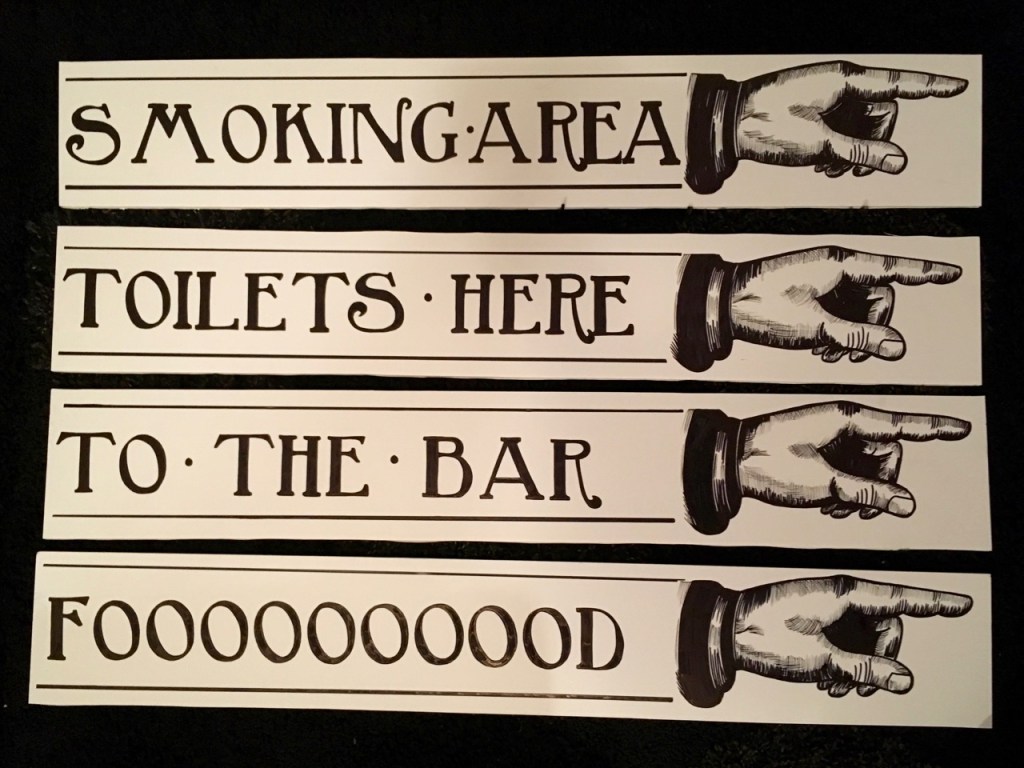 SMOKING·AREA
TOILETS · HERE
TO · THE · BAR
FOOOOOOOOOD